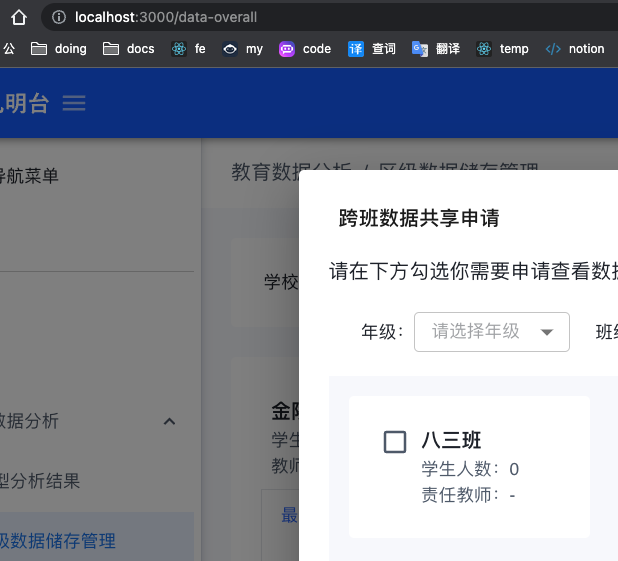 localhost:3000/data-overall
公 doing docs fe my code 译 查词 翻译 temp notion
明台
导航菜单
教育数据分析 / 区级数据储存管理
跨班数据共享申请
请在下方勾选你需要申请查看数据
学校
年级： 请选择年级 班级
金
学生
教师
最
数据分析
八三班
学生人数：0
责任教师：-
型分析结果
级数据储存管理